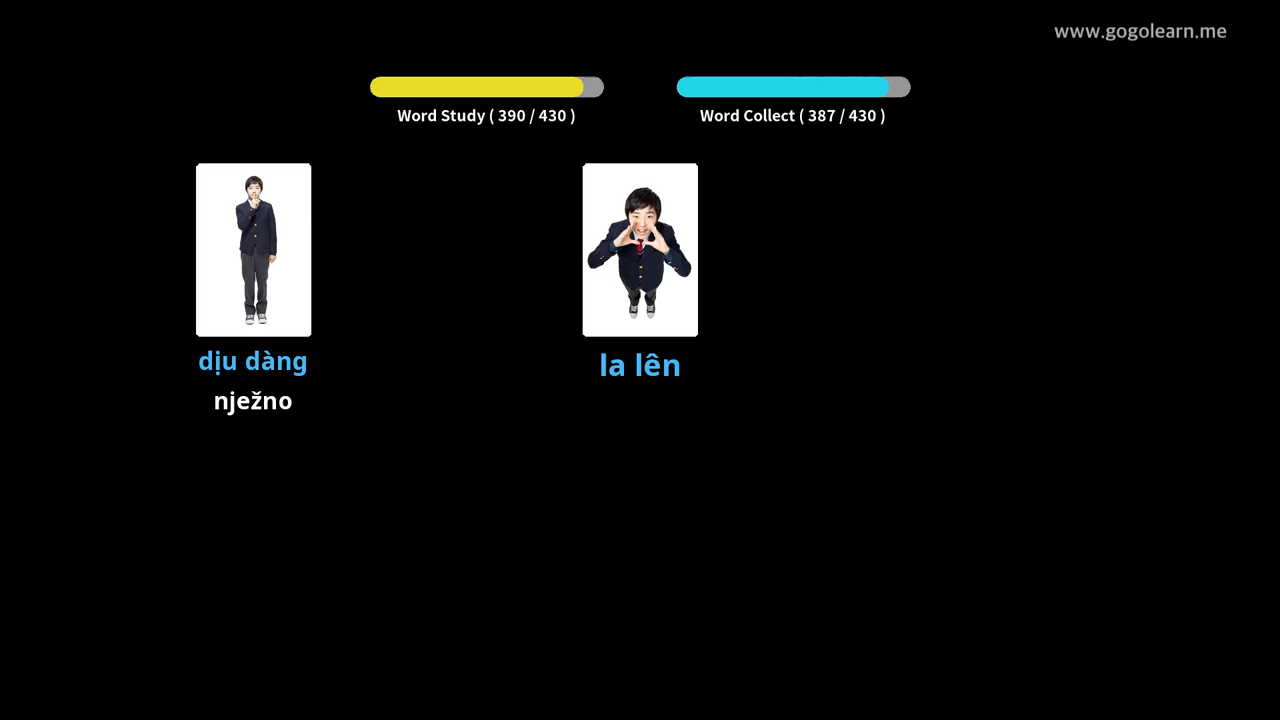 www.gogolearn.me
Word Study ( 390 / 430 )
Word Collect ( 387 / 430 )
dịu dàng
la lên
nježno